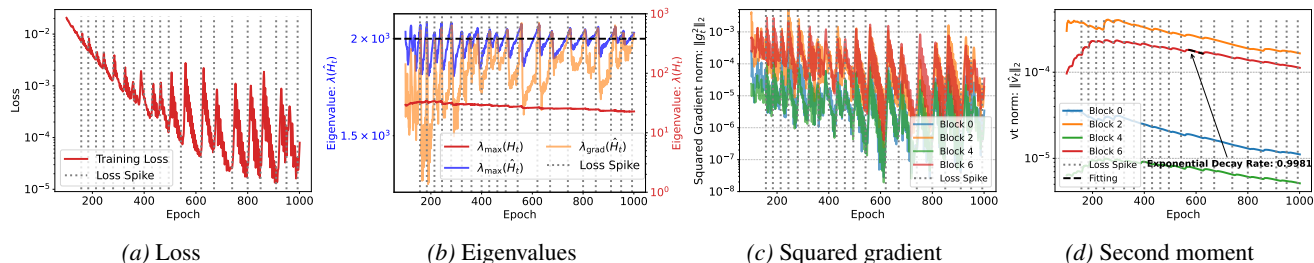 10⁻²
10⁻³
10⁻⁴
10⁻⁵
Loss
Training Loss
Loss Spike
200 400 600 800 1000
Epoch
(a) Loss
2 × 10³
1.5 × 10³
Eigenvalue: λ(Ĥₜ)
10³
10²
10¹
10⁰
Eigenvalue: λ(Hₜ)
λmax(Hₜ)
λmax(Ĥₜ)
λgrad(Ĥₜ)
Loss Spike
200 400 600 800 1000
Epoch
(b) Eigenvalues
10⁻³
10⁻⁴
10⁻⁵
10⁻⁶
10⁻⁷
10⁻⁸
Squared Gradient norm: ‖gₜ²‖₂
Block 0
Block 2
Block 4
Block 6
Loss Spike
200 400 600 800 1000
Epoch
(c) Squared gradient
10⁻⁴
10⁻⁵
vt norm: ‖v̂ₜ‖₂
Block 0
Block 2
Block 4
Block 6
Loss Spike
Fitting
Exponential Decay Rate: 0.9981
200 400 600 800 1000
Epoch
(d) Second moment